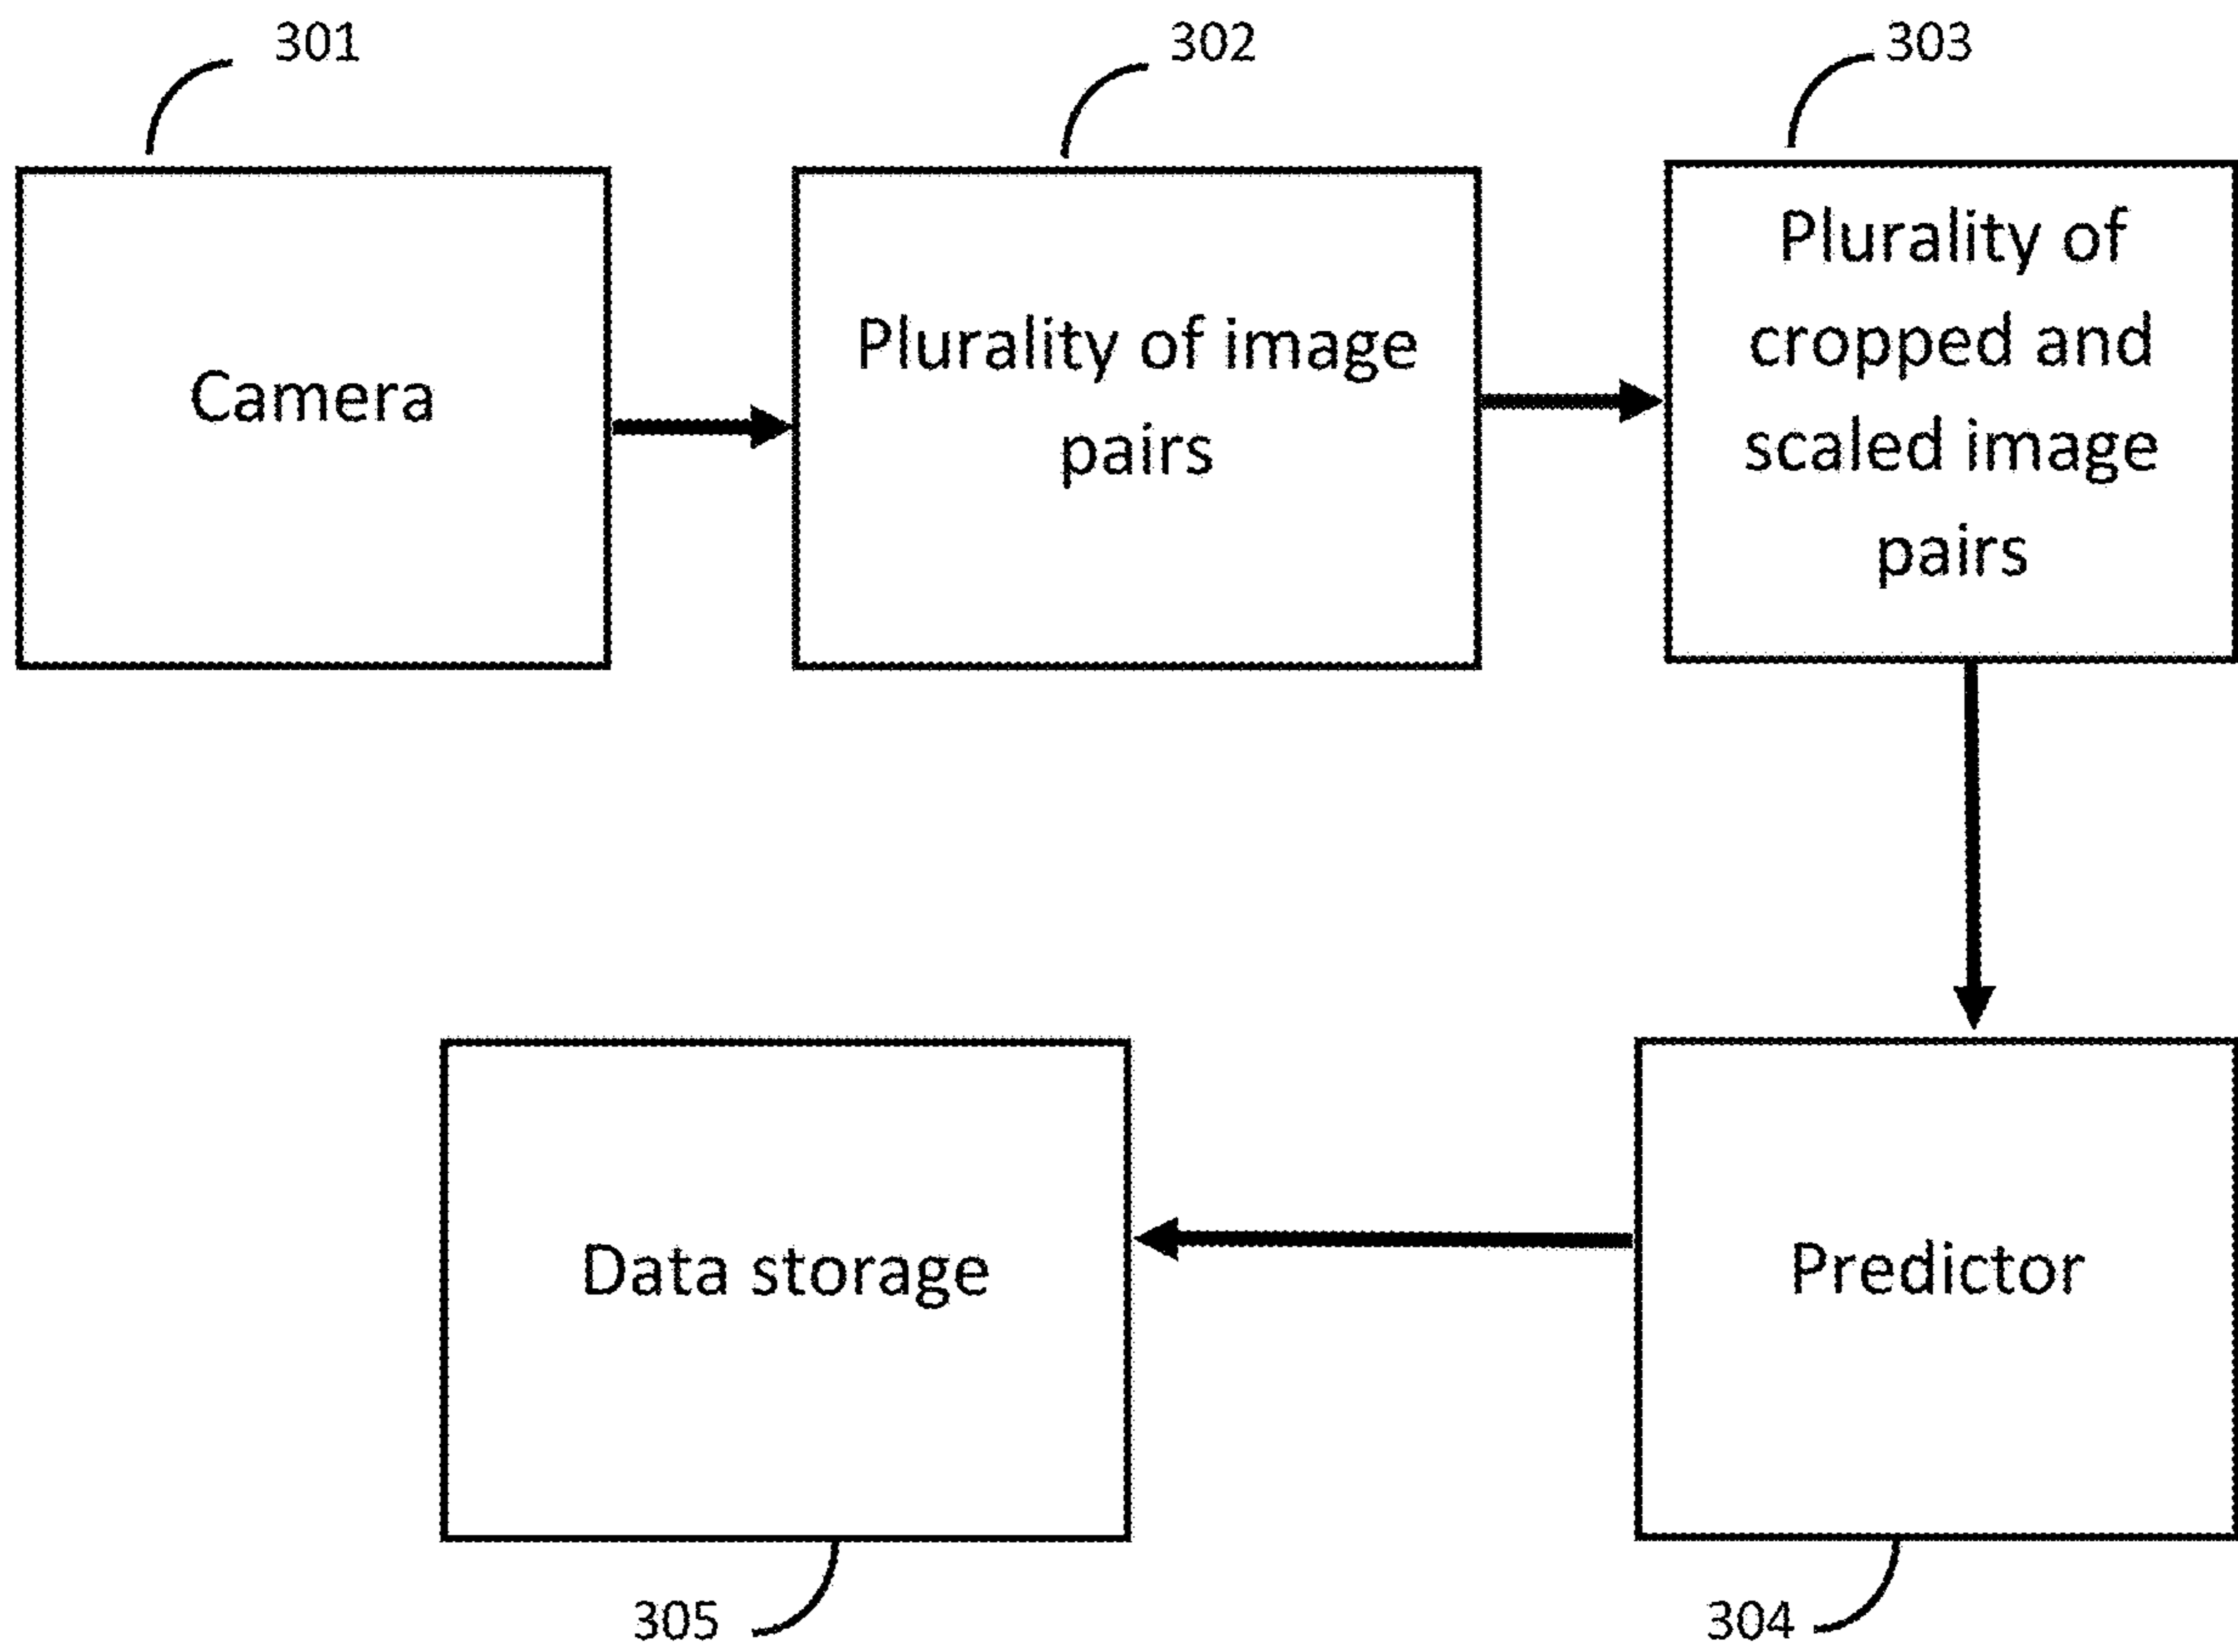 301
302
303
Camera
Plurality of image
pairs
Plurality of
cropped and
scaled image
pairs
Data storage
Predictor
305
304